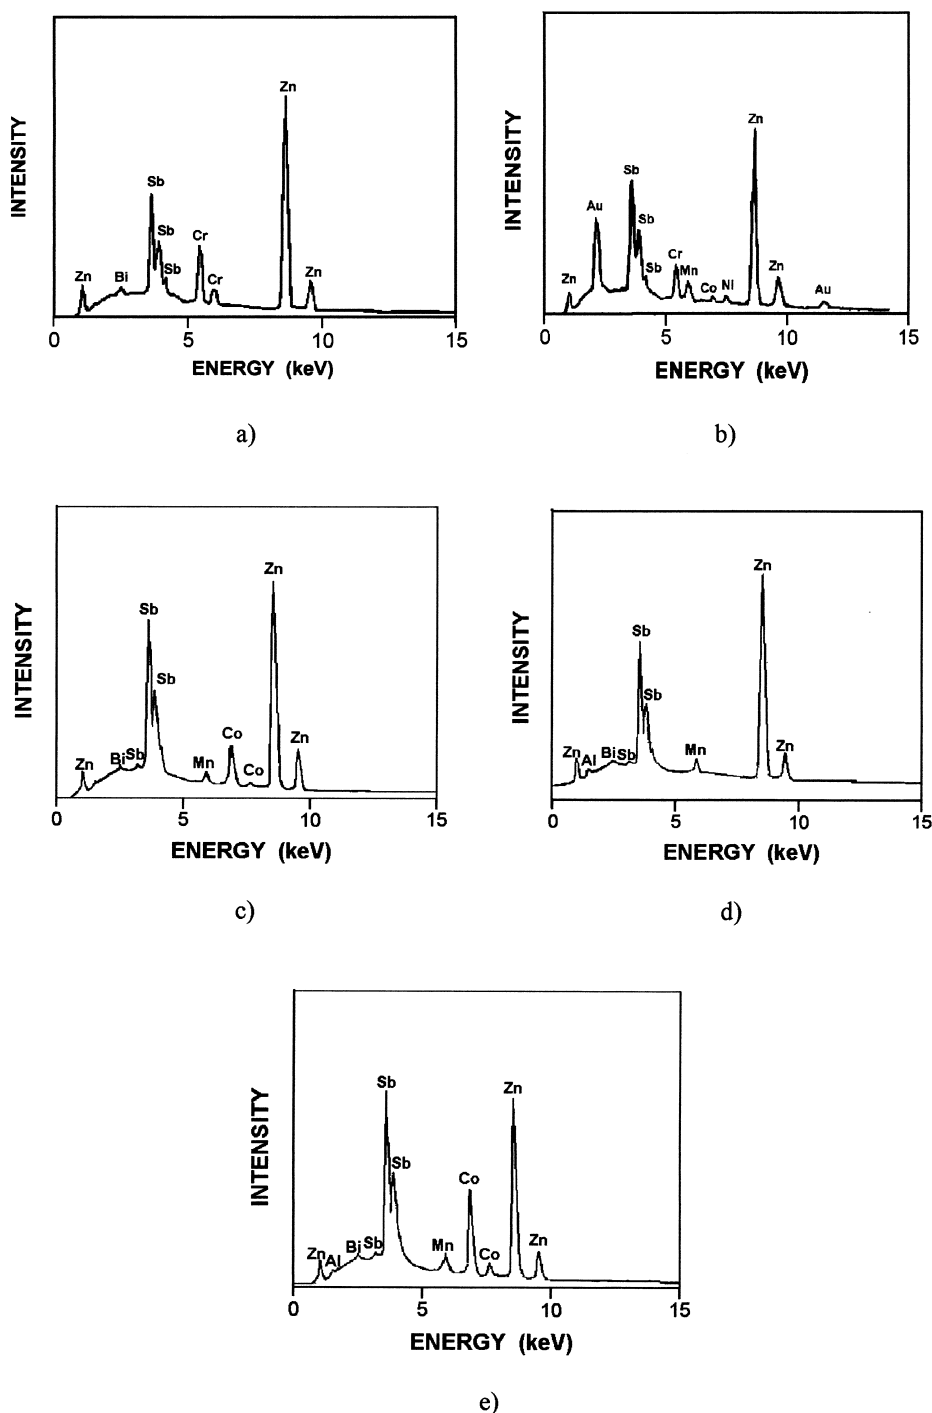 INTENSITY
Zn
Sb
Sb
Sb
Cr
Cr
Bi
Zn
Zn
0 5 10 15
ENERGY (keV)
a)
INTENSITY
Zn
Sb
Au
Sb
Sb
Cr
Mn
Co
NI
Zn
Zn
Au
0 5 10 15
ENERGY (keV)
b)
INTENSITY
Zn
Sb
Sb
Co
Zn
Zn
Bi
Sb
Mn
Co
0 5 10 15
ENERGY (keV)
c)
INTENSITY
Zn
Sb
Sb
Zn
Al
Bi
Sb
Mn
Zn
0 5 10 15
ENERGY (keV)
d)
INTENSITY
Sb
Zn
Sb
Co
Zn
Al
Bi
Sb
Mn
Co
Zn
0 5 10 15
ENERGY (keV)
e)